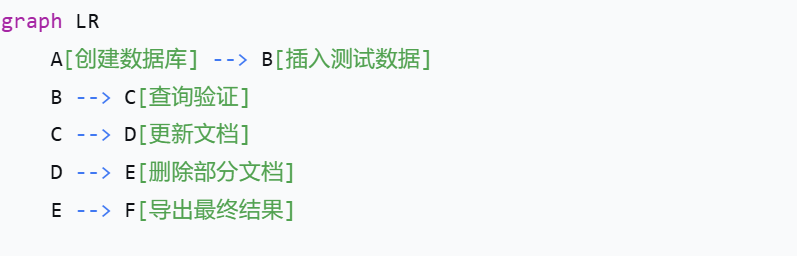 graph LR
A[创建数据库] --> B[插入测试数据]
B --> C[查询验证]
C --> D[更新文档]
D --> E[删除部分文档]
E --> F[导出最终结果]